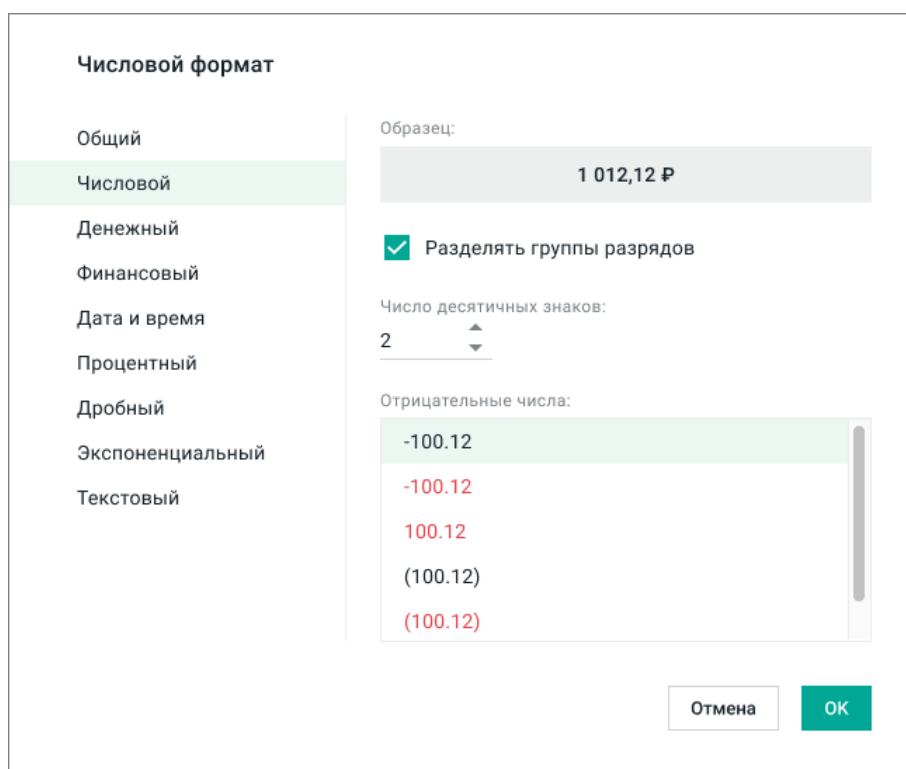 Числовой формат
Общий
Числовой
Денежный
Финансовый
Дата и время
Процентный
Дробный
Экспоненциальный
Текстовый
Образец:
1 012,12 ₽
Разделять группы разрядов
Число десятичных знаков:
2
Отрицательные числа:
-100.12
-100.12
100.12
(100.12)
(100.12)
Отмена
OK